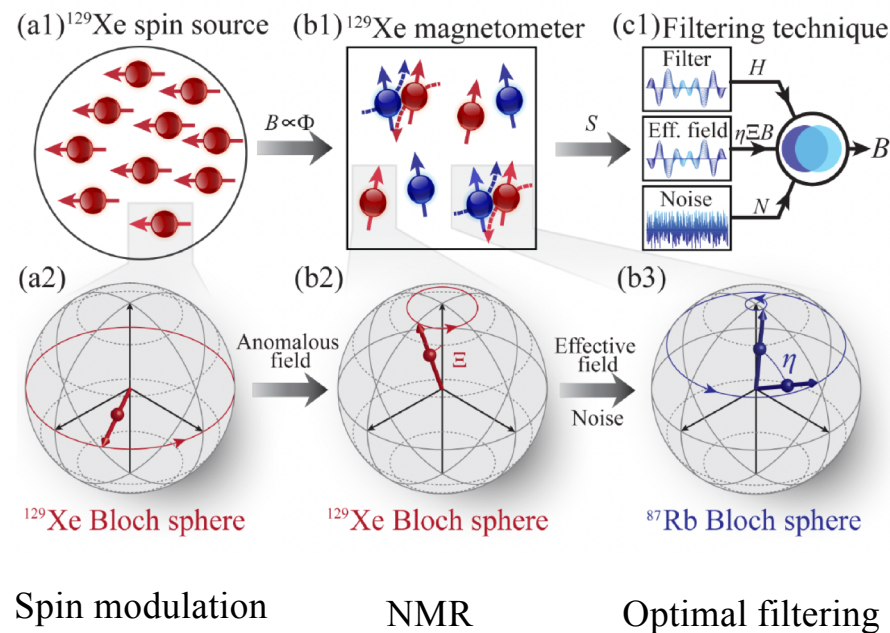 (a1)¹²⁹Xe spin source
(b1)¹²⁹Xe magnetometer
(c1)Filtering technique
B∝Φ
S
Filter
H
Eff. field
ηΞB
B
Noise
N
(a2)
(b2)
(b3)
Anomalous
field
Ξ
Effective
field
Noise
η
¹²⁹Xe Bloch sphere
¹²⁹Xe Bloch sphere
⁸⁷Rb Bloch sphere
Spin modulation
NMR
Optimal filtering